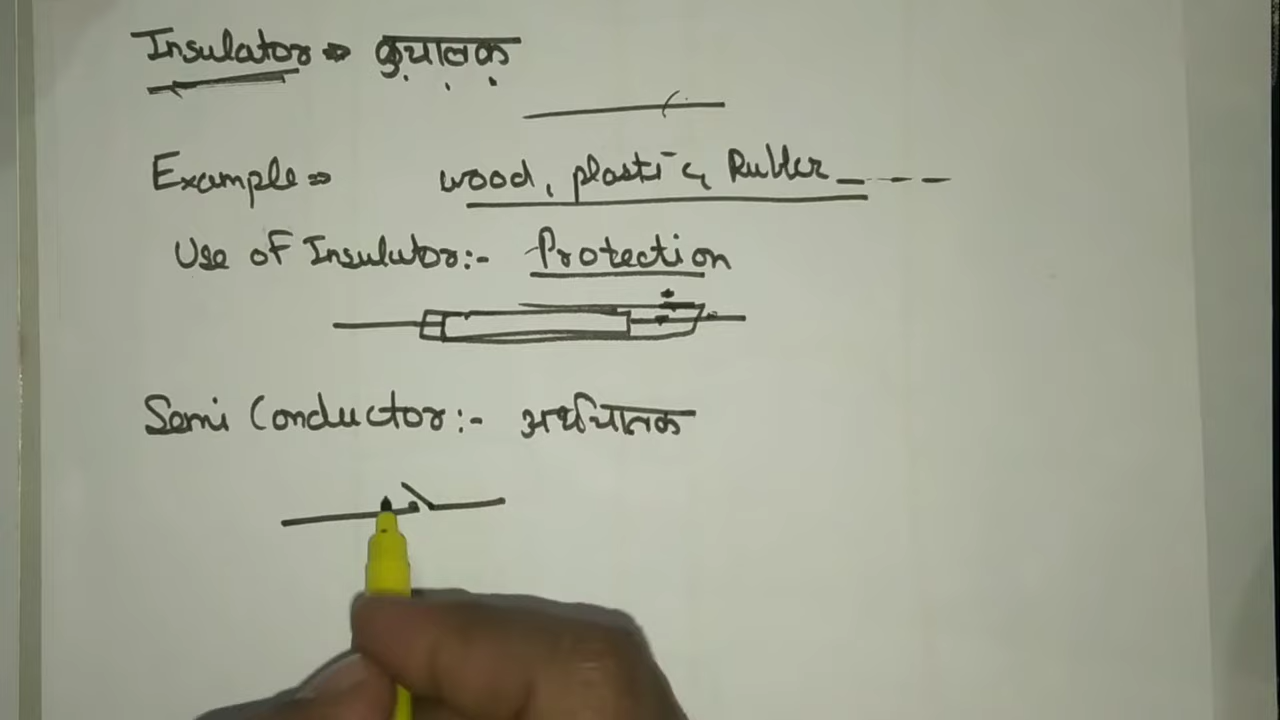 Insulator⇒ कुचालक
Example⇒ wood, plastic, Rubber - - - -
Use of Insulator:- Protection
Semi Conductor:- अर्धचालक